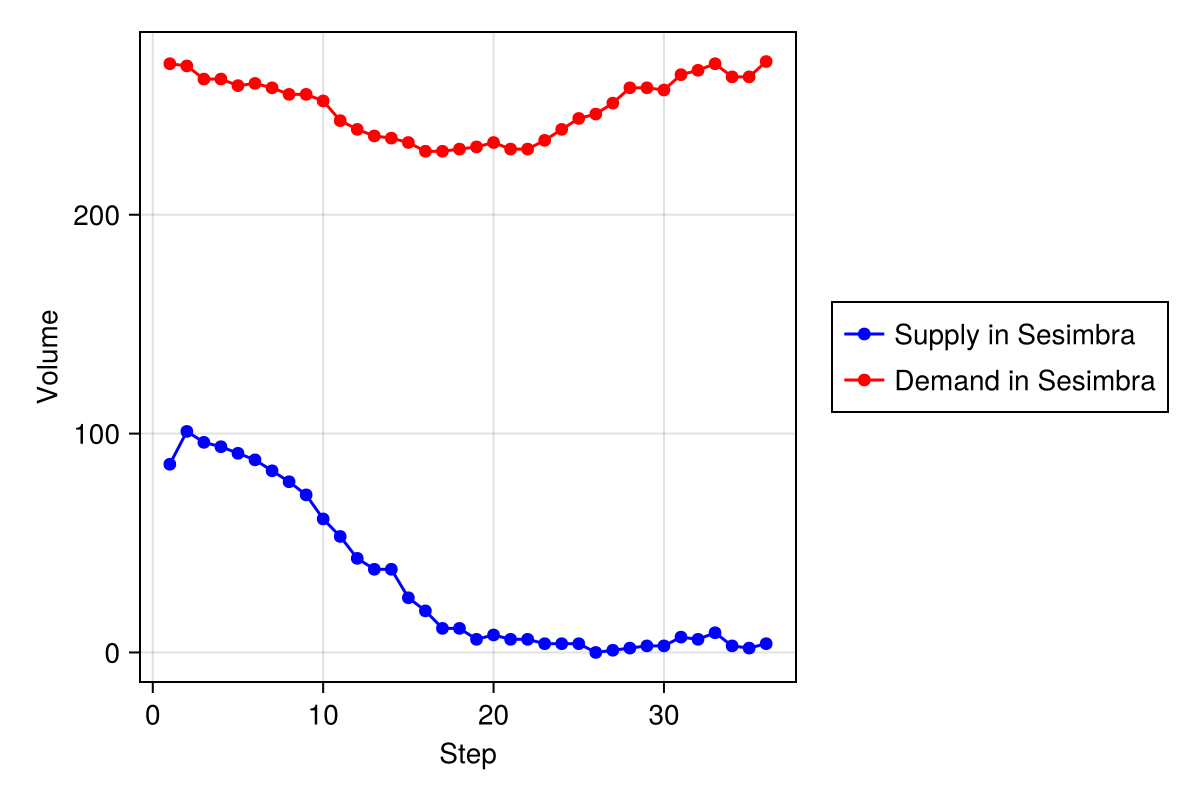 200
100
0
Volume
0 10 20 30
Step
Supply in Sesimbra
Demand in Sesimbra